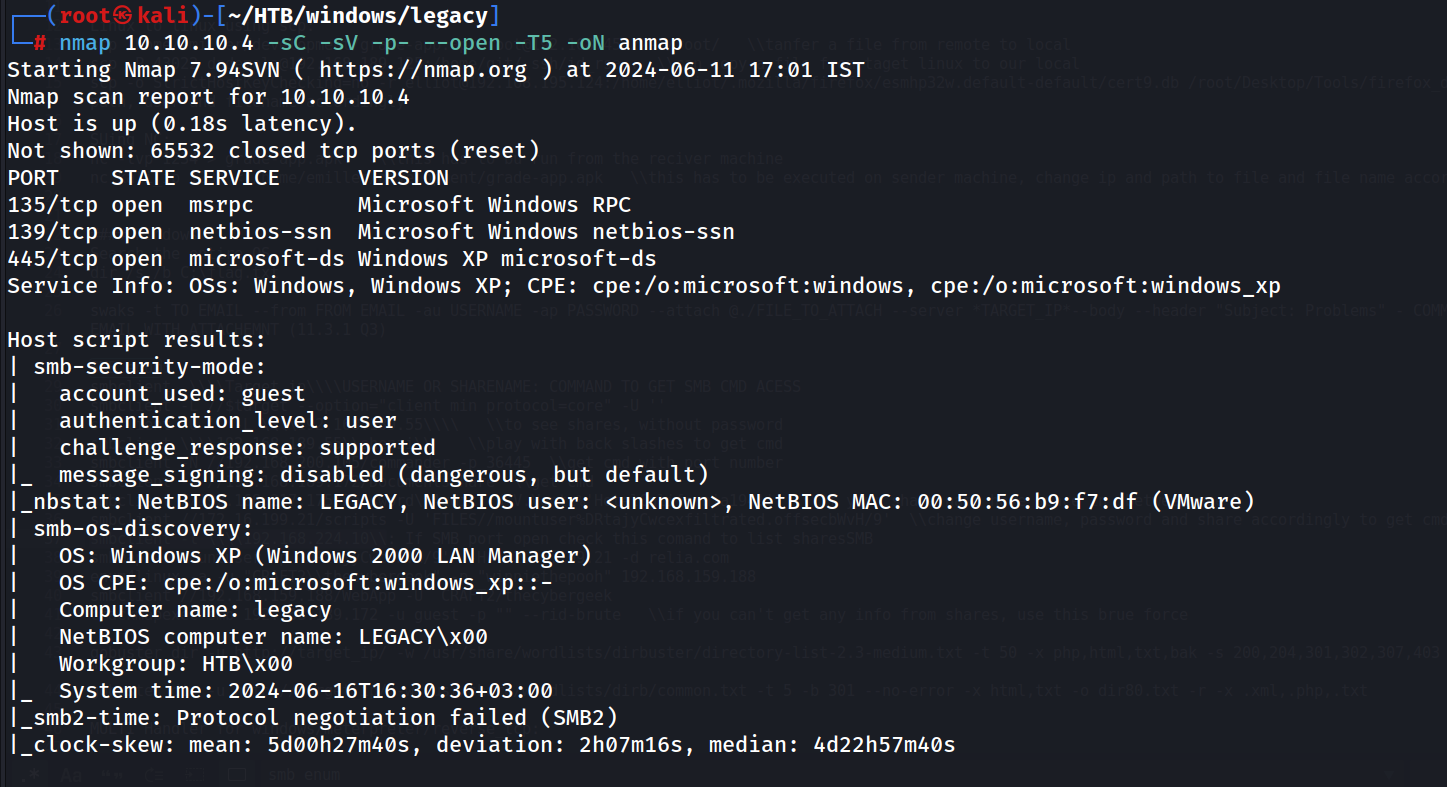 ┌──(root㉿kali)-[~/HTB/windows/legacy]
└─# nmap 10.10.10.4 -sC -sV -p- --open -T5 -oN anmap
Starting Nmap 7.94SVN ( https://nmap.org ) at 2024-06-11 17:01 IST
Nmap scan report for 10.10.10.4
Host is up (0.18s latency).
Not shown: 65532 closed tcp ports (reset)
PORT    STATE SERVICE      VERSION
135/tcp open  msrpc        Microsoft Windows RPC
139/tcp open  netbios-ssn  Microsoft Windows netbios-ssn
445/tcp open  microsoft-ds Windows XP microsoft-ds
Service Info: OSs: Windows, Windows XP; CPE: cpe:/o:microsoft:windows, cpe:/o:microsoft:windows_xp
Host script results:
| smb-security-mode:
|   account_used: guest
|   authentication_level: user
|   challenge_response: supported
|_  message_signing: disabled (dangerous, but default)
|_nbstat: NetBIOS name: LEGACY, NetBIOS user: <unknown>, NetBIOS MAC: 00:50:56:b9:f7:df (VMware)
| smb-os-discovery:
|   OS: Windows XP (Windows 2000 LAN Manager)
|   OS CPE: cpe:/o:microsoft:windows_xp::-
|   Computer name: legacy
|   NetBIOS computer name: LEGACY\x00
|   Workgroup: HTB\x00
|_  System time: 2024-06-16T16:30:36+03:00
|_smb2-time: Protocol negotiation failed (SMB2)
|_clock-skew: mean: 5d00h27m40s, deviation: 2h07m16s, median: 4d22h57m40s